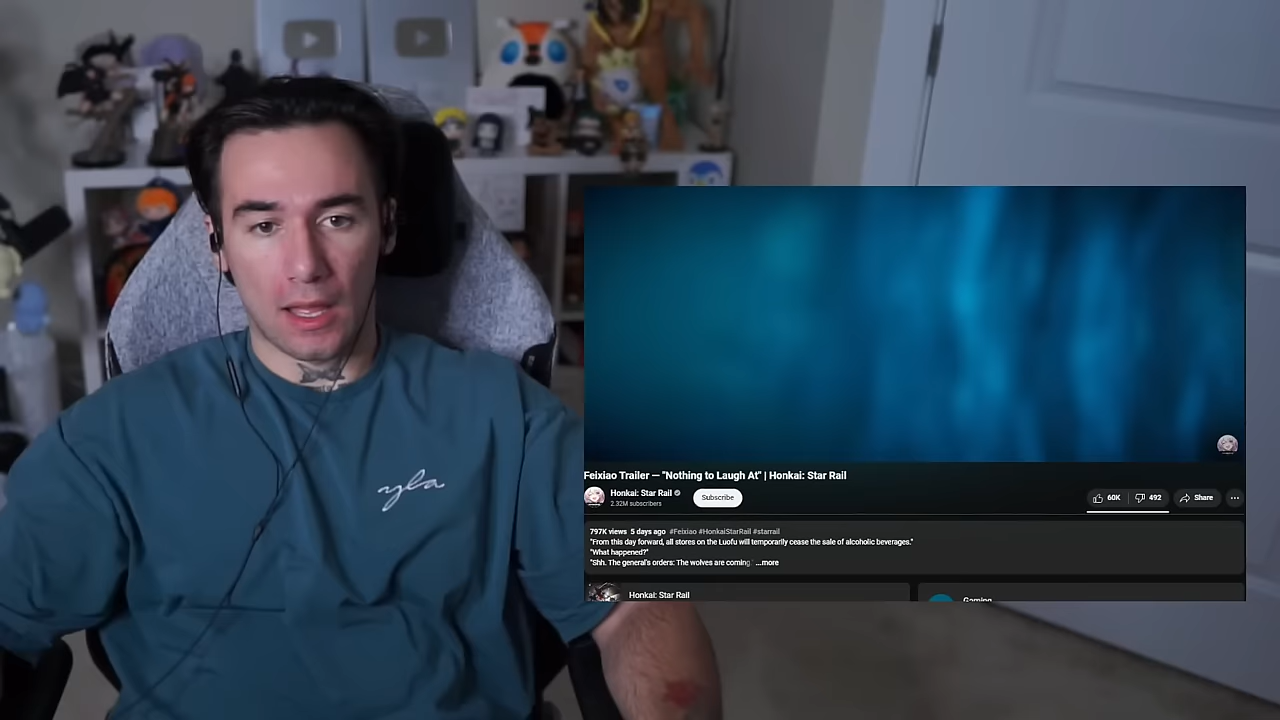 yla
Feixiao Trailer — "Nothing to Laugh At" | Honkai: Star Rail
Honkai: Star Rail
2.32M subscribers
Subscribe
60K
492
Share
797K views 5 days ago #Feixiao #HonkaiStarRail #starrail
"From this day forward, all stores on the Luofu will temporarily cease the sale of alcoholic beverages."
"What happened?"
"Shh. The general's orders: The wolves are coming. ...more
Honkai: Star Rail
Gaming